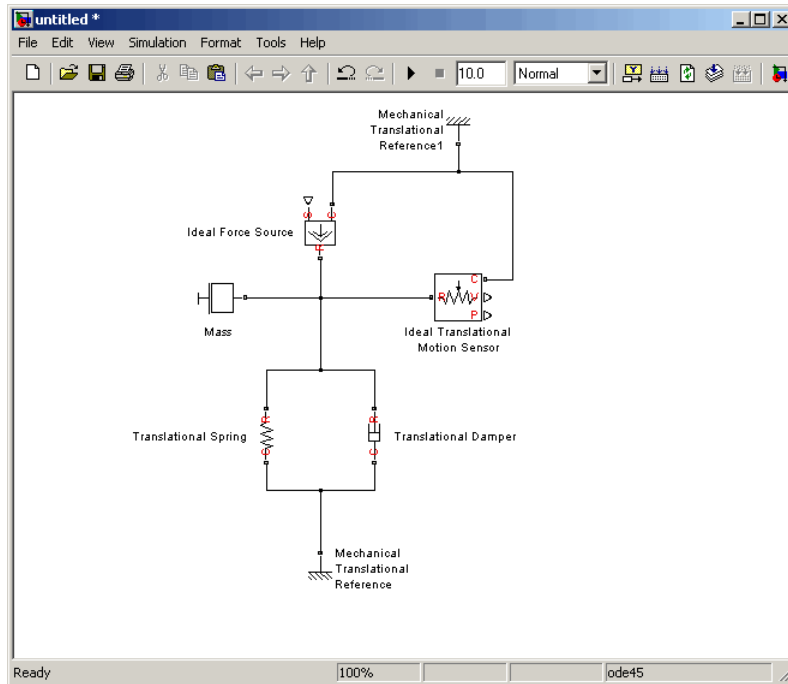 untitled *
File Edit View Simulation Format Tools Help
10.0 Normal
Mechanical
Translational
Reference1
S C
Ideal Force Source
R
C
R V
P
Mass
Ideal Translational
Motion Sensor
R R
Translational Spring
Translational Damper
C C
Mechanical
Translational
Reference
Ready 100% ode45